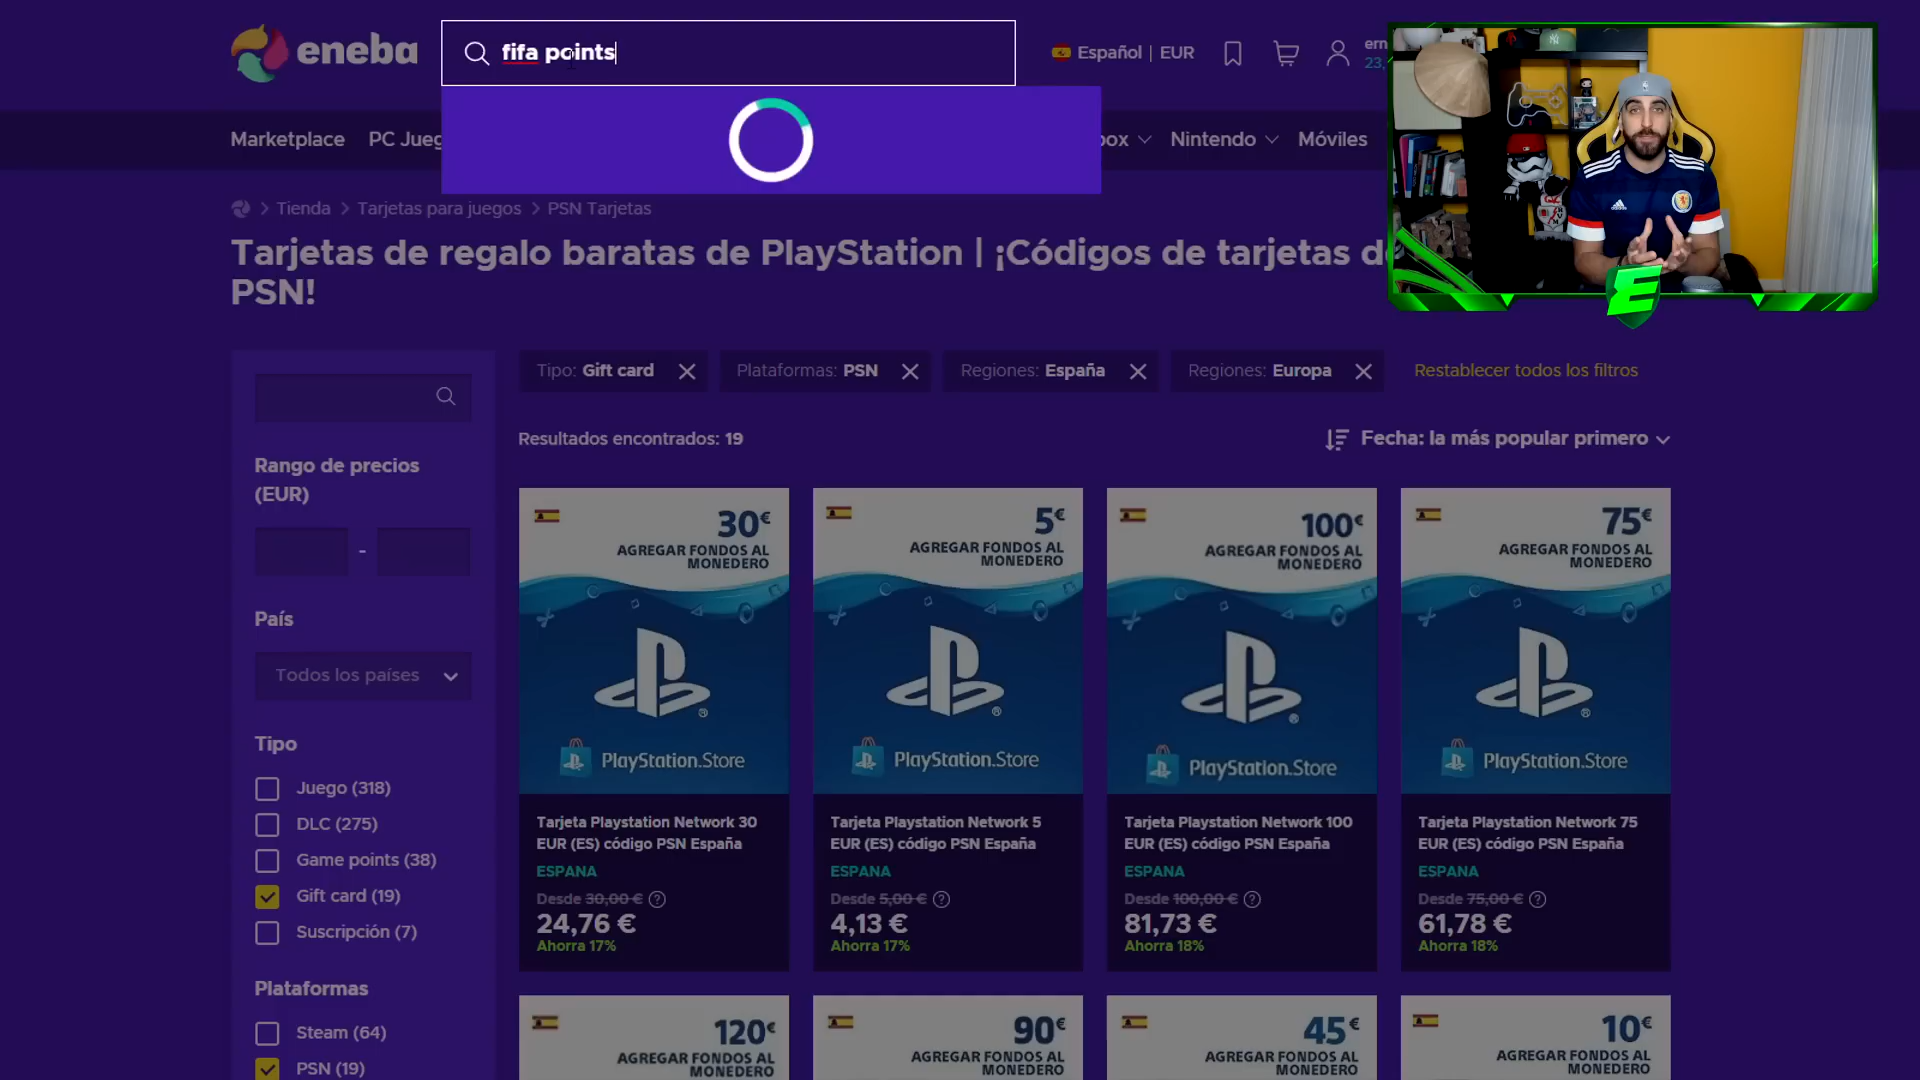 eneba
fifa points
Español | EUR
ern
23,
Marketplace
PC Jueg
box
Nintendo
Móviles
Tienda
Tarjetas para juegos
PSN Tarjetas
Tarjetas de regalo baratas de PlayStation | ¡Códigos de tarjetas d
PSN!
Tipo: Gift card
Plataformas: PSN
Regiones: España
Regiones: Europa
Restablecer todos los filtros
Resultados encontrados: 19
Fecha: la más popular primero
Rango de precios
(EUR)
-
País
Todos los países
Tipo
Juego (318)
DLC (275)
Game points (38)
Gift card (19)
Suscripción (7)
Plataformas
Steam (64)
PSN (19)
30€
AGREGAR FONDOS AL
MONEDERO
PlayStation.Store
Tarjeta Playstation Network 30
EUR (ES) código PSN España
ESPANA
Desde 30,00 €
24,76 €
Ahorra 17%
5€
AGREGAR FONDOS AL
MONEDERO
PlayStation.Store
Tarjeta Playstation Network 5
EUR (ES) código PSN España
ESPANA
Desde 5,00 €
4,13 €
Ahorra 17%
100€
AGREGAR FONDOS AL
MONEDERO
PlayStation.Store
Tarjeta Playstation Network 100
EUR (ES) código PSN España
ESPANA
Desde 100,00 €
81,73 €
Ahorra 18%
75€
AGREGAR FONDOS AL
MONEDERO
PlayStation.Store
Tarjeta Playstation Network 75
EUR (ES) código PSN España
ESPANA
Desde 75,00 €
61,78 €
Ahorra 18%
120€
AGREGAR FONDOS AL
MONEDERO
90€
AGREGAR FONDOS AL
MONEDERO
45€
AGREGAR FONDOS AL
MONEDERO
10€
AGREGAR FONDOS AL
MONEDERO
E